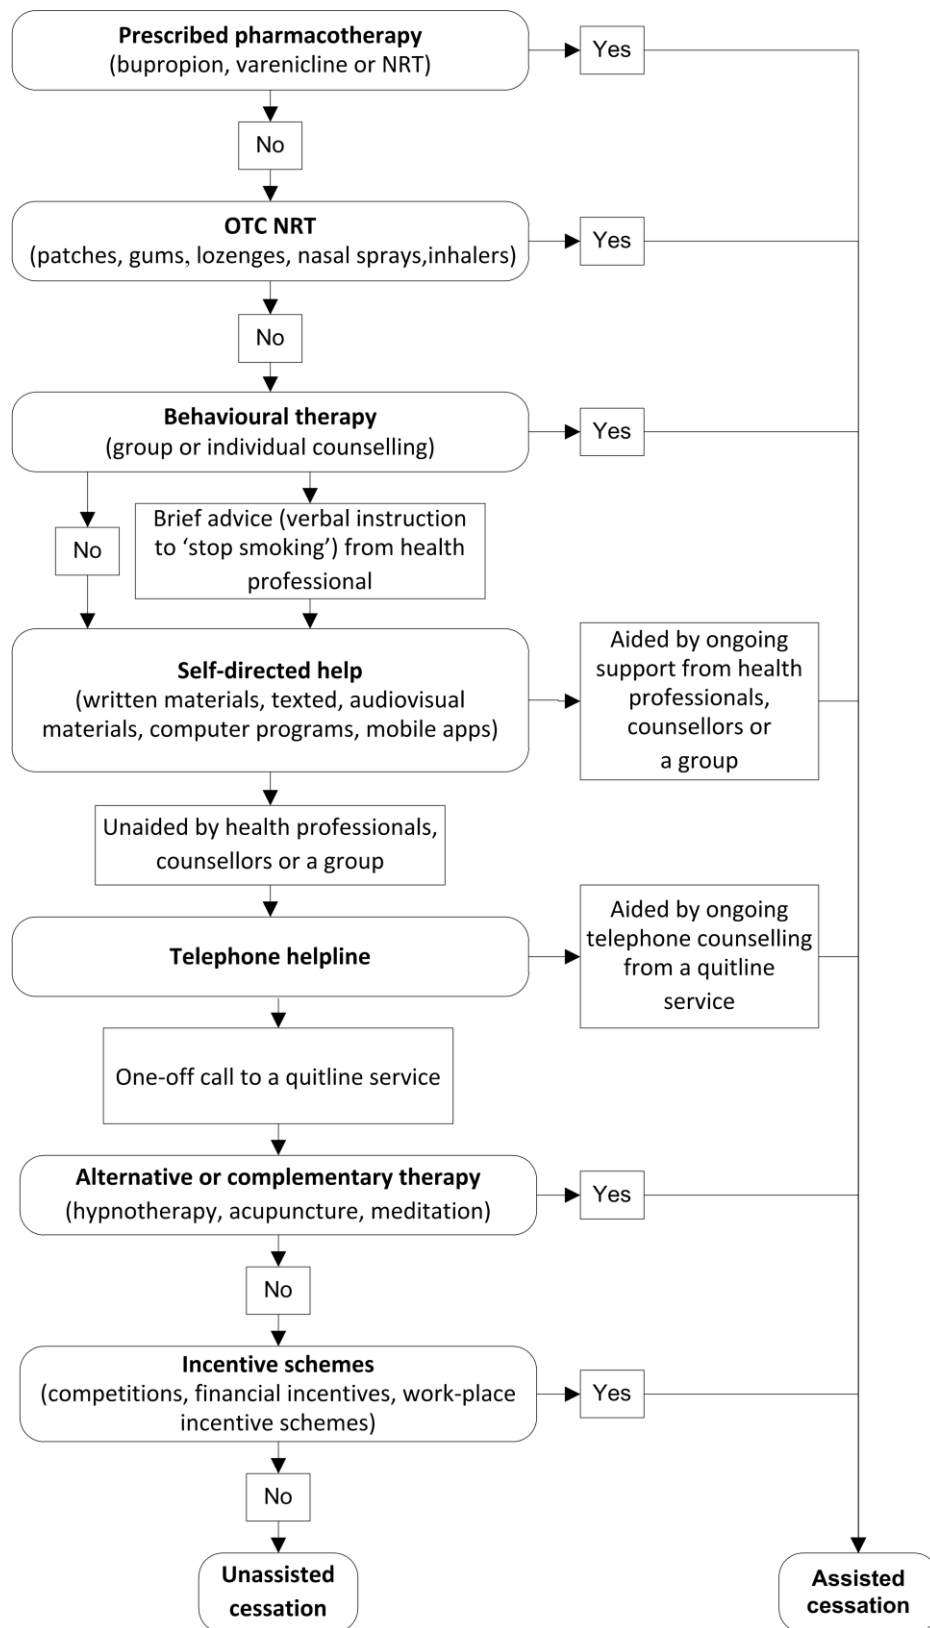 Prescribed pharmacotherapy
(bupropion, varenicline or NRT)
Yes
No
OTC NRT
(patches, gums, lozenges, nasal sprays,inhalers)
Yes
No
Behavioural therapy
(group or individual counselling)
Yes
No
Brief advice (verbal instruction
to ‘stop smoking’) from health
professional
Self-directed help
(written materials, texted, audiovisual
materials, computer programs, mobile apps)
Aided by ongoing
support from health
professionals,
counsellors or
a group
Unaided by health professionals,
counsellors or a group
Telephone helpline
Aided by ongoing
telephone counselling
from a quitline
service
One-off call to a quitline service
Alternative or complementary therapy
(hypnotherapy, acupuncture, meditation)
Yes
No
Incentive schemes
(competitions, financial incentives, work-place
incentive schemes)
Yes
No
Unassisted
cessation
Assisted
cessation